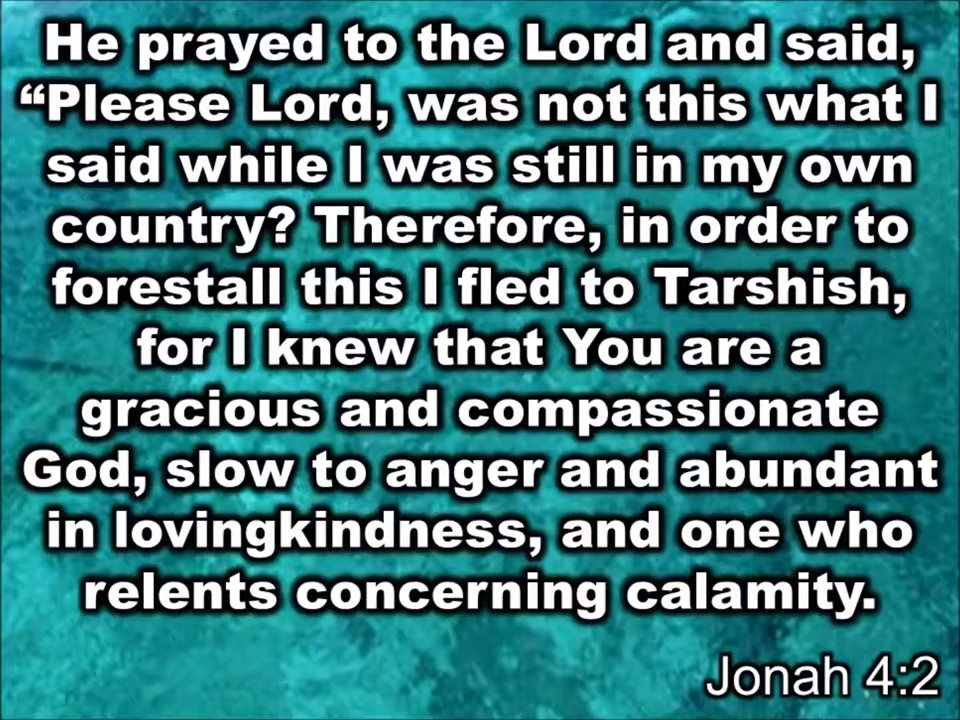 He prayed to the Lord and said,
“Please Lord, was not this what I
said while I was still in my own
country? Therefore, in order to
forestall this I fled to Tarshish,
for I knew that You are a
gracious and compassionate
God, slow to anger and abundant
in lovingkindness, and one who
relents concerning calamity.
Jonah 4:2